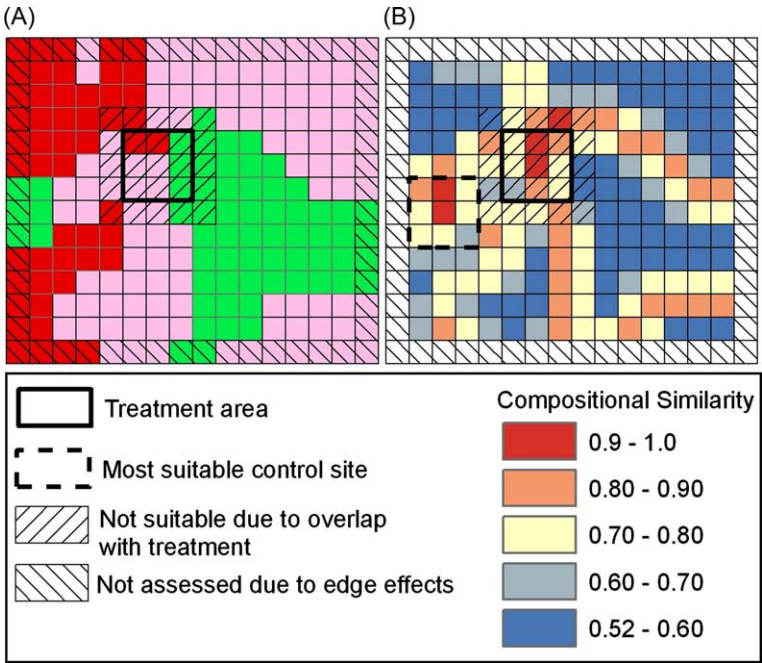 (A)
(B)
Treatment area
Most suitable control site
Not suitable due to overlap
with treatment
Not assessed due to edge effects
Compositional Similarity
0.9 - 1.0
0.80 - 0.90
0.70 - 0.80
0.60 - 0.70
0.52 - 0.60